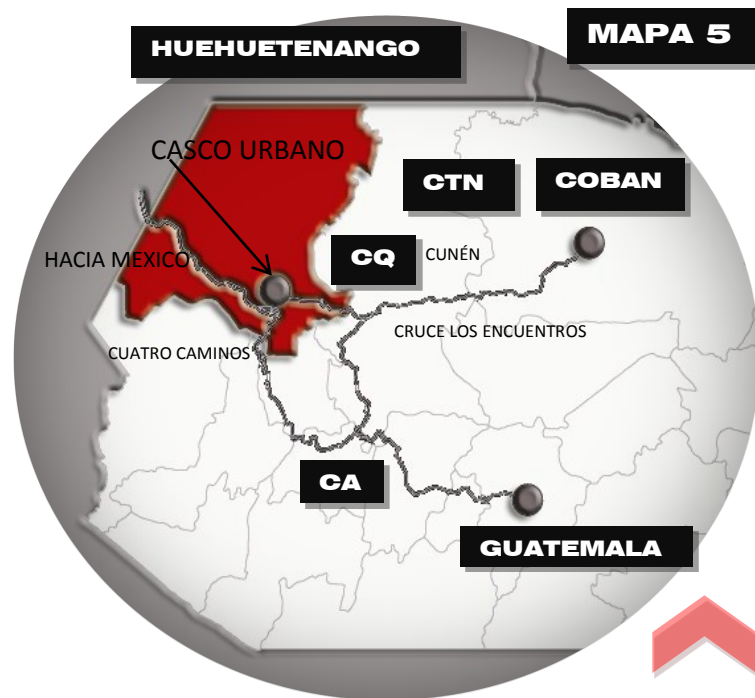 HUEHUETENANGO
MAPA 5
CASCO URBANO
CTN
COBAN
HACIA MEXICO
CQ
CUNÉN
CRUCE LOS ENCUENTROS
CUATRO CAMINOS
CA
GUATEMALA